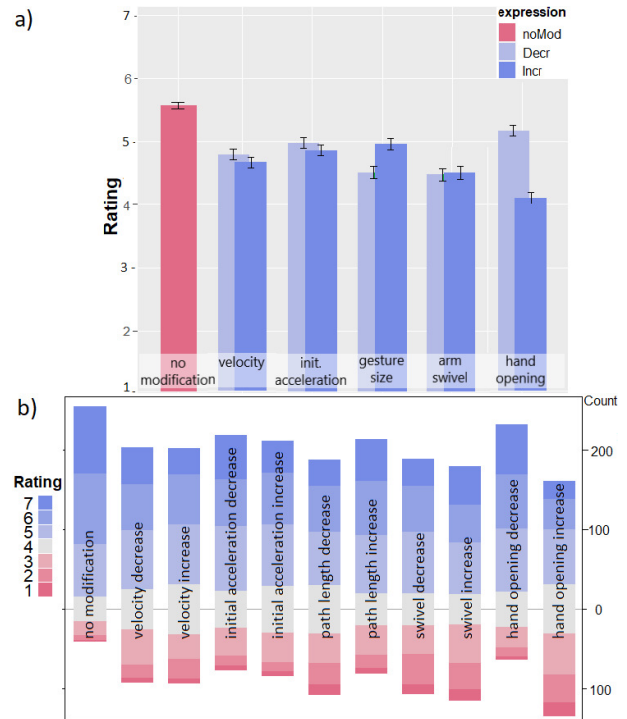 a)
expression
noMod
Decr
Incr
7
6
5
4
3
2
1
Rating
no modification
velocity
init. acceleration
gesture size
arm swivel
hand opening
b)
Count
200
100
0
100
Rating
7
6
5
4
3
2
1
no modification
velocity decrease
velocity increase
initial acceleration decrease
initial acceleration increase
path length decrease
path length increase
swivel decrease
swivel increase
hand opening decrease
hand opening increase